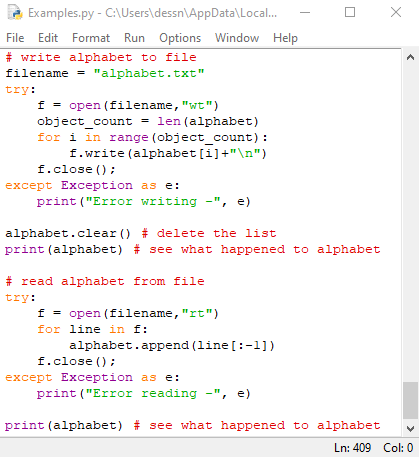 Examples.py - C:\Users\dessn\AppData\Local...
File Edit Format Run Options Window Help
# write alphabet to file
filename = "alphabet.txt"
try:
    f = open(filename,"wt")
    object_count = len(alphabet)
    for i in range(object_count):
        f.write(alphabet[i]+"\n")
    f.close();
except Exception as e:
    print("Error writing -", e)

alphabet.clear() # delete the list
print(alphabet) # see what happened to alphabet

# read alphabet from file
try:
    f = open(filename,"rt")
    for line in f:
        alphabet.append(line[:-1])
    f.close();
except Exception as e:
    print("Error reading -", e)

print(alphabet) # see what happened to alphabet
Ln: 409 Col: 0